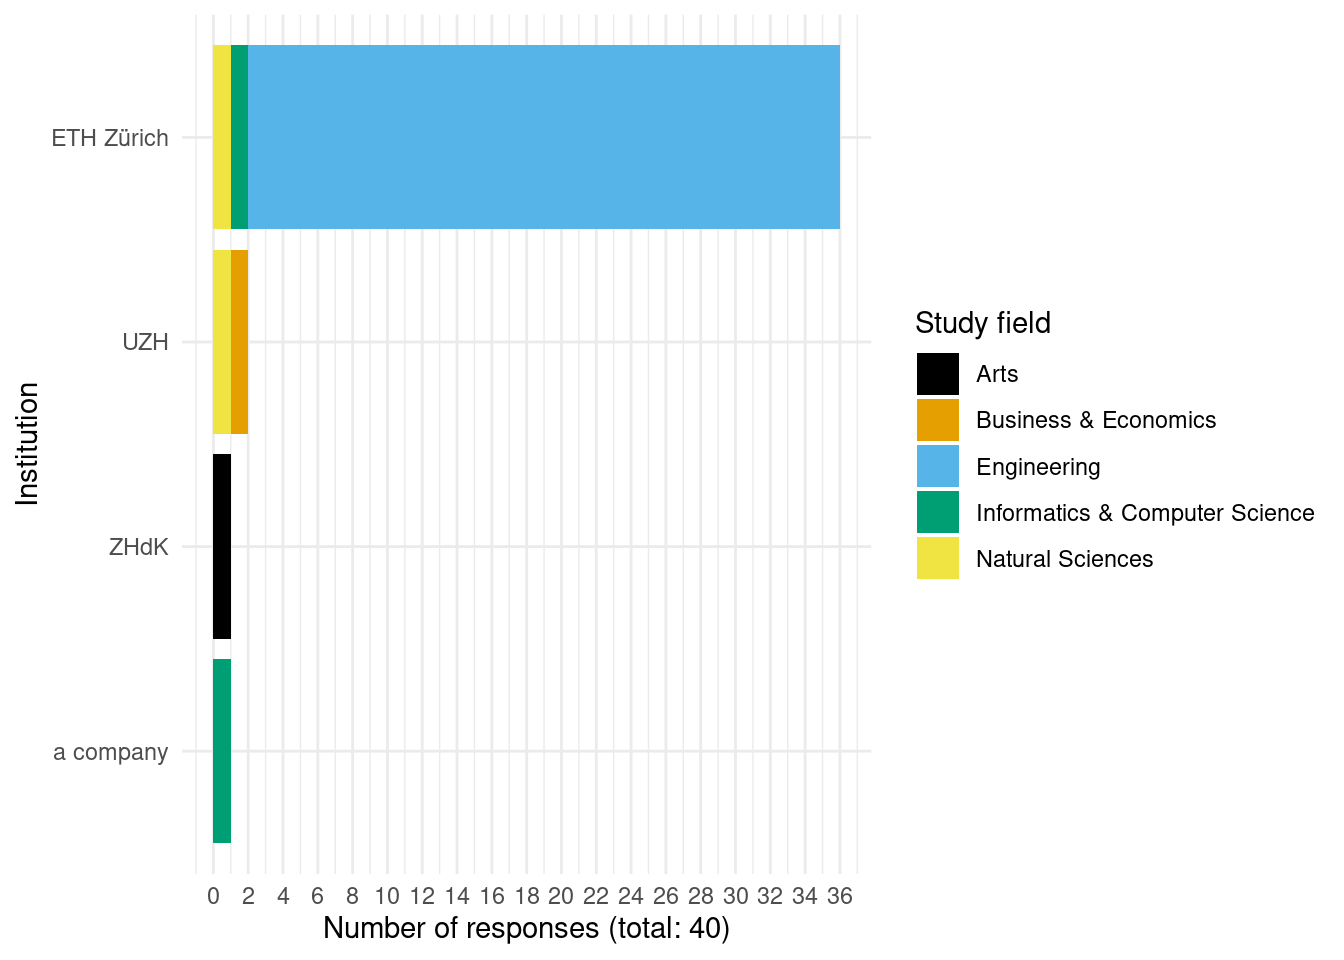 ETH Zürich
UZH
ZHdK
a company
Institution
0 2 4 6 8 10 12 14 16 18 20 22 24 26 28 30 32 34 36
Number of responses (total: 40)
Study field
Arts
Business & Economics
Engineering
Informatics & Computer Science
Natural Sciences